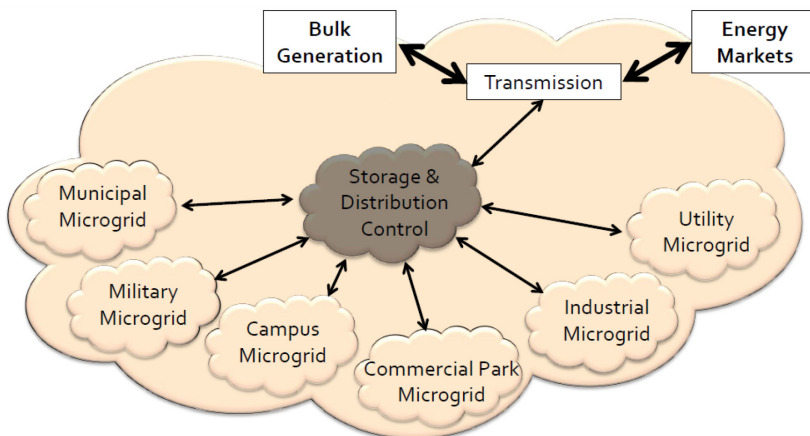 Bulk
Generation
Energy
Markets
Transmission
Storage &
Distribution
Control
Municipal
Microgrid
Military
Microgrid
Campus
Microgrid
Commercial Park
Microgrid
Industrial
Microgrid
Utility
Microgrid